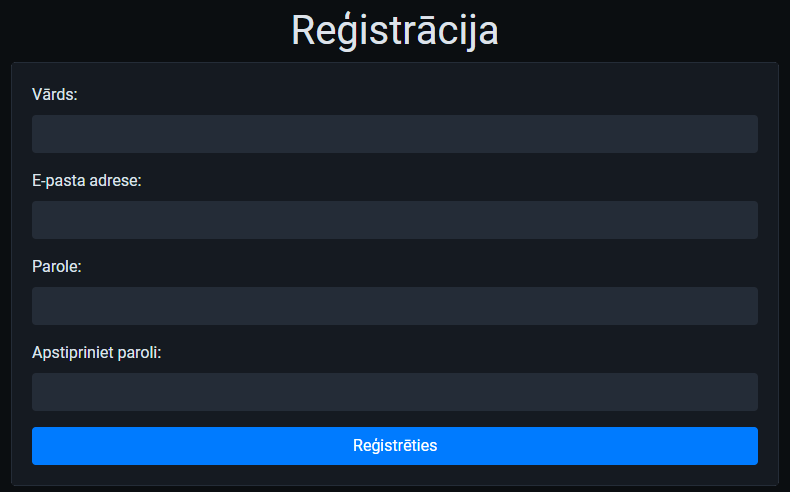 Reģistrācija
Vārds:
E-pasta adrese:
Parole:
Apstipriniet paroli:
Reģistrēties